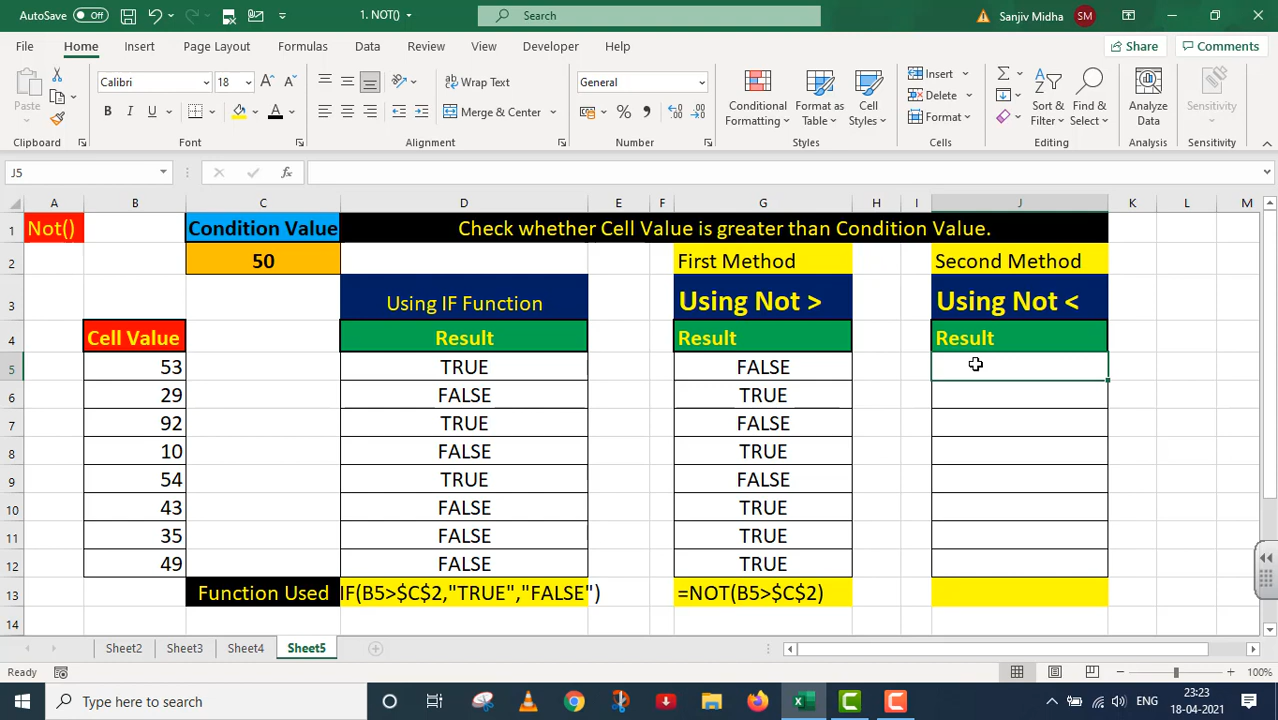 AutoSave Off 1. NOT() Search Sanjiv Midha SM
File Home Insert Page Layout Formulas Data Review View Developer Help Share Comments
Paste
Calibri 18
B I U A
Wrap Text
Merge & Center
General
% ,
Conditional Formatting
Format as Table
Cell Styles
Insert
Delete
Format
Sort & Filter
Find & Select
Analyze Data
Sensitivity
Clipboard Font Alignment Number Styles Cells Editing Analysis Sensitivity
J5 fx
A B C D E F G H I J K L M
1 Not() Condition Value Check whether Cell Value is greater than Condition Value.
2 50 First Method Second Method
3 Using IF Function Using Not > Using Not <
4 Cell Value Result Result Result
5 53 TRUE FALSE
6 29 FALSE TRUE
7 92 TRUE FALSE
8 10 FALSE TRUE
9 54 TRUE FALSE
10 43 FALSE TRUE
11 35 FALSE TRUE
12 49 FALSE TRUE
13 Function Used IF(B5>$C$2,"TRUE","FALSE") =NOT(B5>$C$2)
14
Sheet2 Sheet3 Sheet4 Sheet5
Ready 100%
Type here to search ENG 23:23
18-04-2021